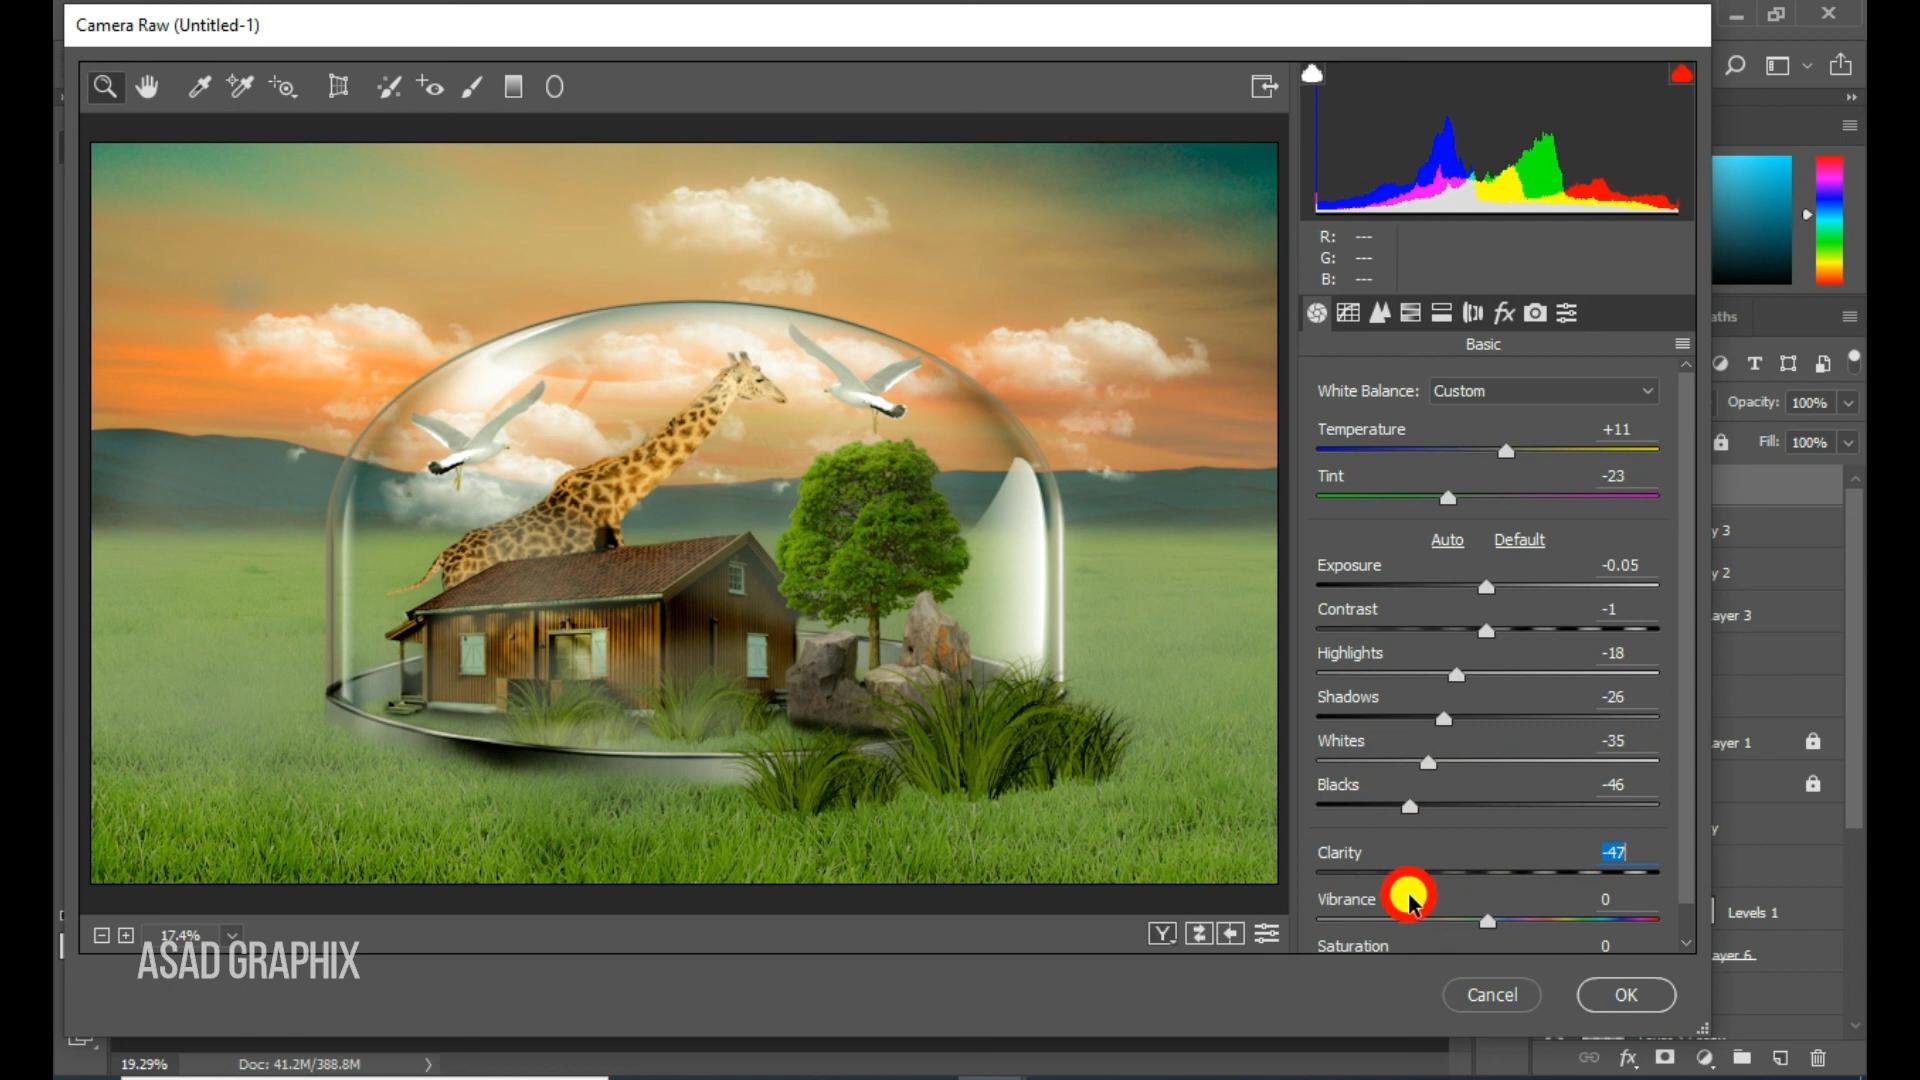 Camera Raw (Untitled-1)
R: ---
G: ---
B: ---
fx
Basic
White Balance: Custom
Temperature +11
Tint -23
Auto Default
Exposure -0.05
Contrast -1
Highlights -18
Shadows -26
Whites -35
Blacks -46
Clarity -47
Vibrance 0
Saturation 0
Y
17.4%
ASAD GRAPHIX
Cancel OK
aths
T
Opacity: 100%
Fill: 100%
y 3
y 2
ayer 3
ayer 1
y
Levels 1
ayer 6
19.29% Doc: 41.2M/388.8M
fx